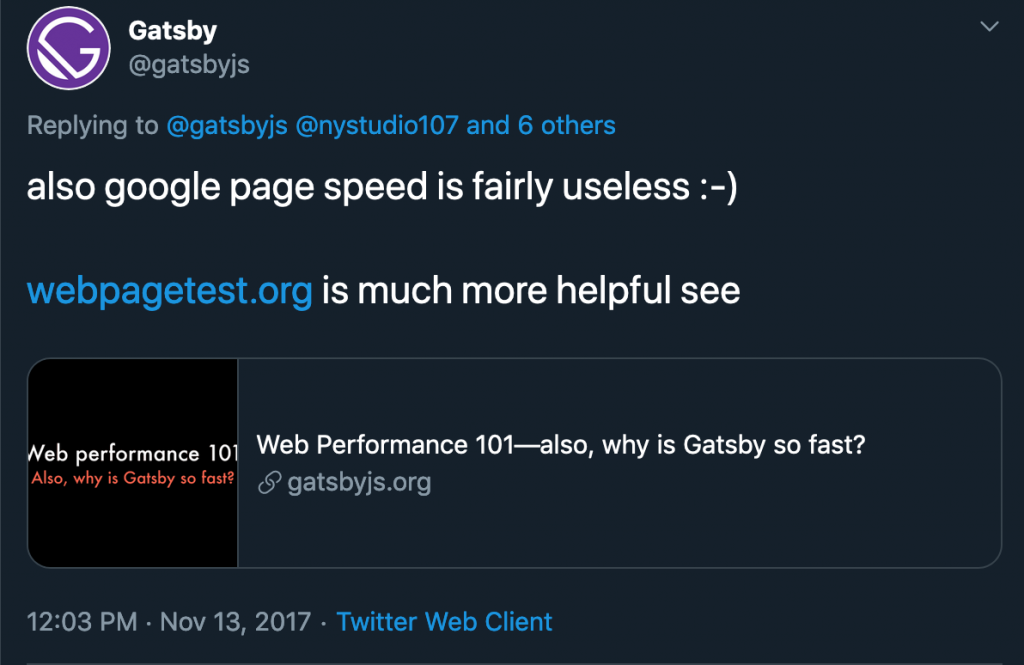 Gatsby
@gatsbyjs
Replying to @gatsbyjs @nystudio107 and 6 others
also google page speed is fairly useless :-)
webpagetest.org is much more helpful see
Web performance 101
Also, why is Gatsby so fast?
Web Performance 101—also, why is Gatsby so fast?
gatsbyjs.org
12:03 PM · Nov 13, 2017 · Twitter Web Client